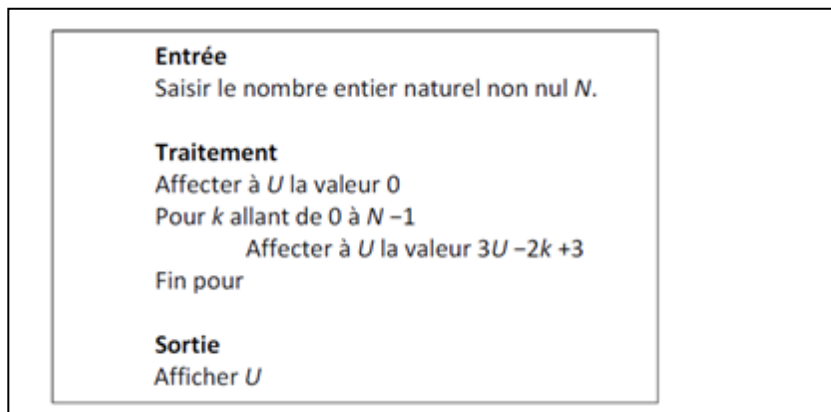 Entrée
Saisir le nombre entier naturel non nul N.
Traitement
Affecter à U la valeur 0
Pour k allant de 0 à N −1
Affecter à U la valeur 3U −2k +3
Fin pour
Sortie
Afficher U